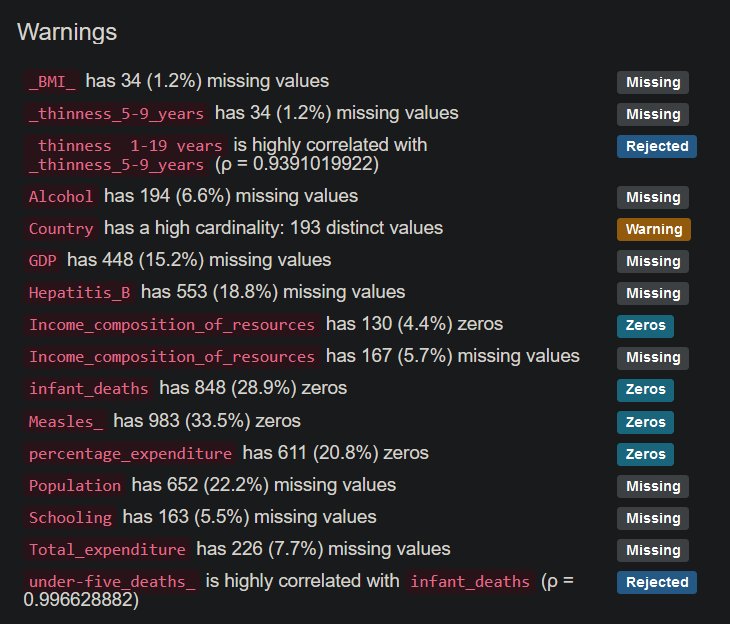 Warnings
_BMI_ has 34 (1.2%) missing values Missing
_thinness_5-9_years has 34 (1.2%) missing values Missing
_thinness__1-19_years is highly correlated with Rejected
_thinness_5-9_years (ρ = 0.9391019922)
Alcohol has 194 (6.6%) missing values Missing
Country has a high cardinality: 193 distinct values Warning
GDP has 448 (15.2%) missing values Missing
Hepatitis_B has 553 (18.8%) missing values Missing
Income_composition_of_resources has 130 (4.4%) zeros Zeros
Income_composition_of_resources has 167 (5.7%) missing values Missing
infant_deaths has 848 (28.9%) zeros Zeros
Measles_ has 983 (33.5%) zeros Zeros
percentage_expenditure has 611 (20.8%) zeros Zeros
Population has 652 (22.2%) missing values Missing
Schooling has 163 (5.5%) missing values Missing
Total_expenditure has 226 (7.7%) missing values Missing
under-five_deaths_ is highly correlated with infant_deaths (ρ = Rejected
0.996628882)